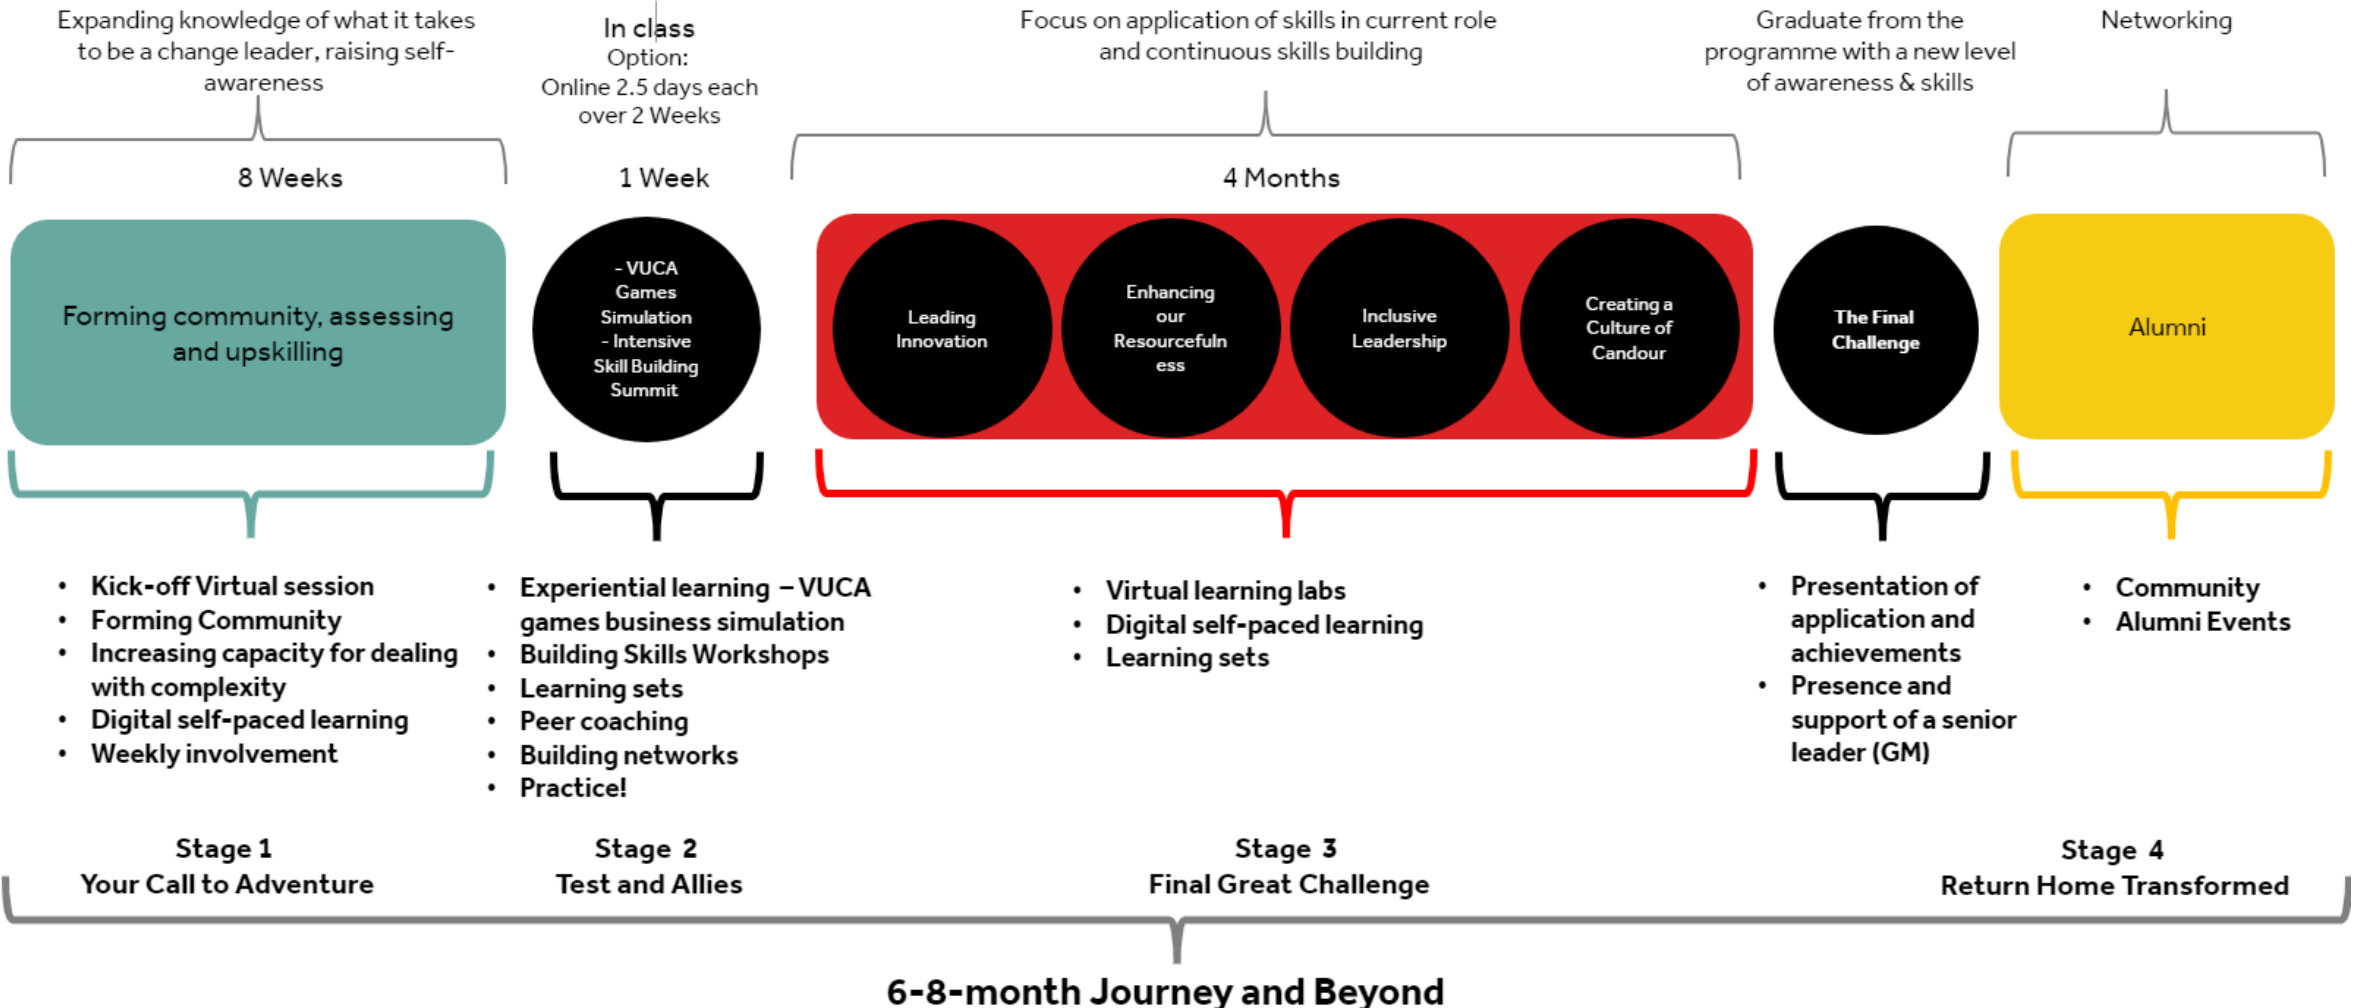 Expanding knowledge of what it takes
to be a change leader, raising self-
awareness
In class
Option:
Online 2.5 days each
over 2 Weeks
Focus on application of skills in current role
and continuous skills building
Graduate from the
programme with a new level
of awareness & skills
Networking
8 Weeks
1 Week
4 Months
Forming community, assessing
and upskilling
- VUCA
Games
Simulation
- Intensive
Skill Building
Summit
Leading
Innovation
Enhancing
our
Resourcefuln
ess
Inclusive
Leadership
Creating a
Culture of
Candour
The Final
Challenge
Alumni
• Kick-off Virtual session
• Forming Community
• Increasing capacity for dealing
with complexity
• Digital self-paced learning
• Weekly involvement
• Experiential learning – VUCA
games business simulation
• Building Skills Workshops
• Learning sets
• Peer coaching
• Building networks
• Practice!
• Virtual learning labs
• Digital self-paced learning
• Learning sets
• Presentation of
application and
achievements
• Presence and
support of a senior
leader (GM)
• Community
• Alumni Events
Stage 1
Your Call to Adventure
Stage 2
Test and Allies
Stage 3
Final Great Challenge
Stage 4
Return Home Transformed
6-8-month Journey and Beyond